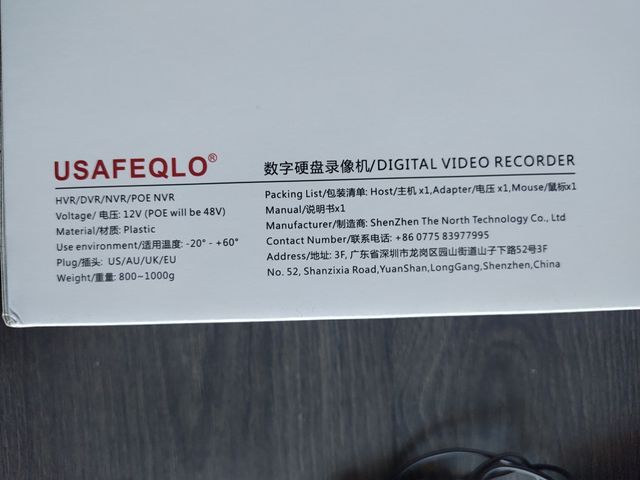 USAFEQLO®
HVR/DVR/NVR/POE NVR
Voltage/ 电压: 12V (POE will be 48V)
Material/材质: Plastic
Use environment/适用温度: -20° - +60°
Plug/插头: US/AU/UK/EU
Weight/重量: 800~1000g
数字硬盘录像机/DIGITAL VIDEO RECORDER
Packing List/包装清单: Host/主机 x1,Adapter/电压 x1,Mouse/鼠标x1
Manual/说明书x1
Manufacturer/制造商: ShenZhen The North Technology Co., Ltd
Contact Number/联系电话: +86 0775 83977995
Address/地址: 3F, 广东省深圳市龙岗区园山街道山子下路52号3F
No. 52, Shanzixia Road,YuanShan,LongGang,Shenzhen,China